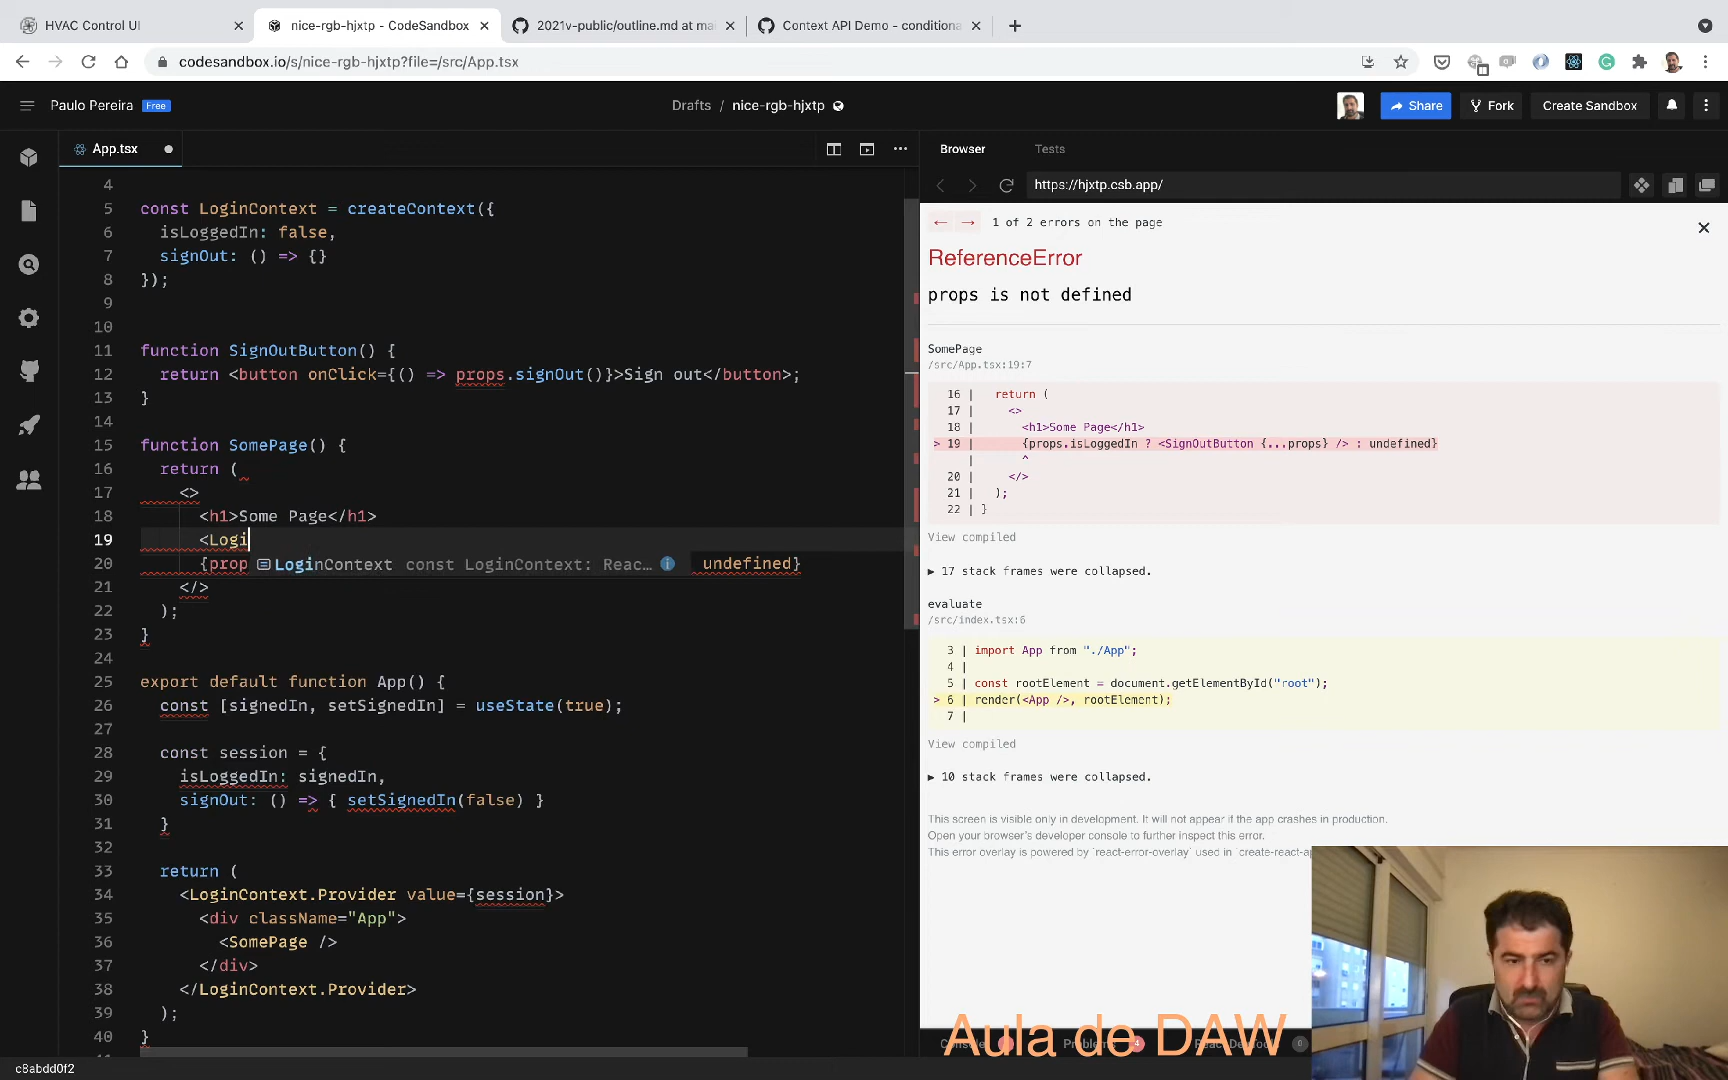 HVAC Control UI
nice-rgb-hjxtp - CodeSandbox
2021v-public/outline.md at ma
Context API Demo - conditiona
codesandbox.io/s/nice-rgb-hjxtp?file=/src/App.tsx
Paulo Pereira Free
Drafts / nice-rgb-hjxtp
Share
Fork
Create Sandbox
App.tsx
4
5 const LoginContext = createContext({
6 isLoggedIn: false,
7 signOut: () => {}
8 });
9
10
11 function SignOutButton() {
12 return <button onClick={() => props.signOut()}>Sign out</button>;
13 }
14
15 function SomePage() {
16 return (
17 <>
18 <h1>Some Page</h1>
19 <Logi
20 {prop LoginContext const LoginContext: Reac… undefined}
21 </>
22 );
23 }
24
25 export default function App() {
26 const [signedIn, setSignedIn] = useState(true);
27
28 const session = {
29 isLoggedIn: signedIn,
30 signOut: () => { setSignedIn(false) }
31 }
32
33 return (
34 <LoginContext.Provider value={session}>
35 <div className="App">
36 <SomePage />
37 </div>
38 </LoginContext.Provider>
39 );
40 }
c8abdd0f2
Browser Tests
https://hjxtp.csb.app/
← → 1 of 2 errors on the page
ReferenceError
props is not defined
SomePage
/src/App.tsx:19:7
16 | return (
17 | <>
18 | <h1>Some Page</h1>
> 19 | {props.isLoggedIn ? <SignOutButton {...props} /> : undefined}
| ^
20 | </>
21 | );
22 | }
View compiled
▶ 17 stack frames were collapsed.
evaluate
/src/index.tsx:6
3 | import App from "./App";
4 |
5 | const rootElement = document.getElementById("root");
> 6 | render(<App />, rootElement);
7 |
View compiled
▶ 10 stack frames were collapsed.
This screen is visible only in development. It will not appear if the app crashes in production.
Open your browser's developer console to further inspect this error.
This error overlay is powered by `react-error-overlay` used in `create-react-ap
Aula de DAW